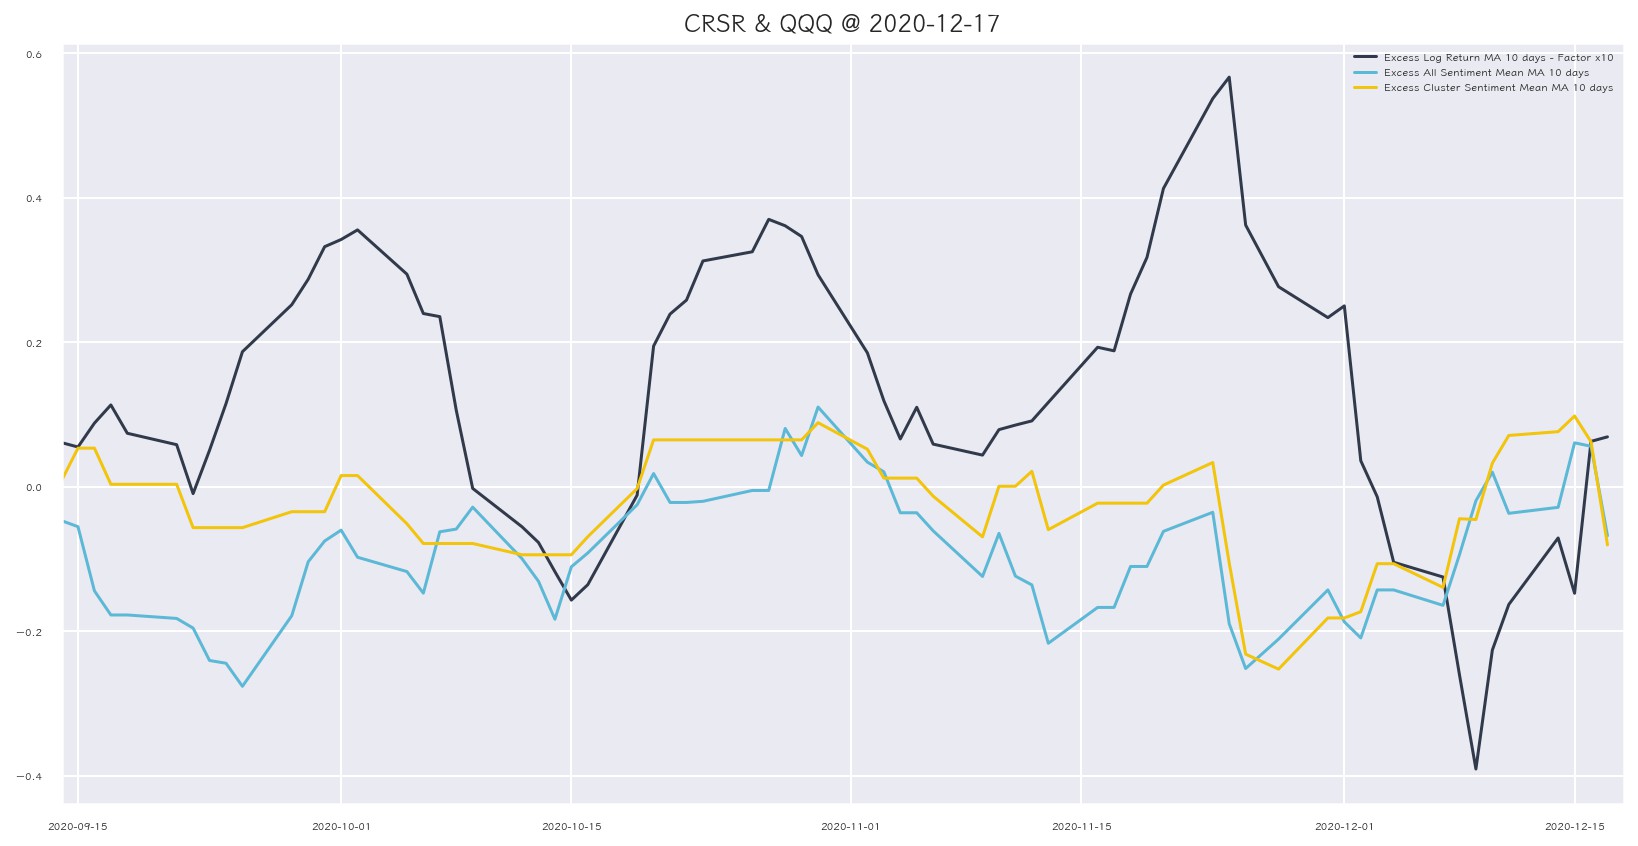 CRSR & QQQ @ 2020-12-17
Excess Log Return MA 10 days - Factor x10
Excess All Sentiment Mean MA 10 days
Excess Cluster Sentiment Mean MA 10 days
0.6
0.4
0.2
0.0
−0.2
−0.4
2020-09-15 2020-10-01 2020-10-15 2020-11-01 2020-11-15 2020-12-01 2020-12-15